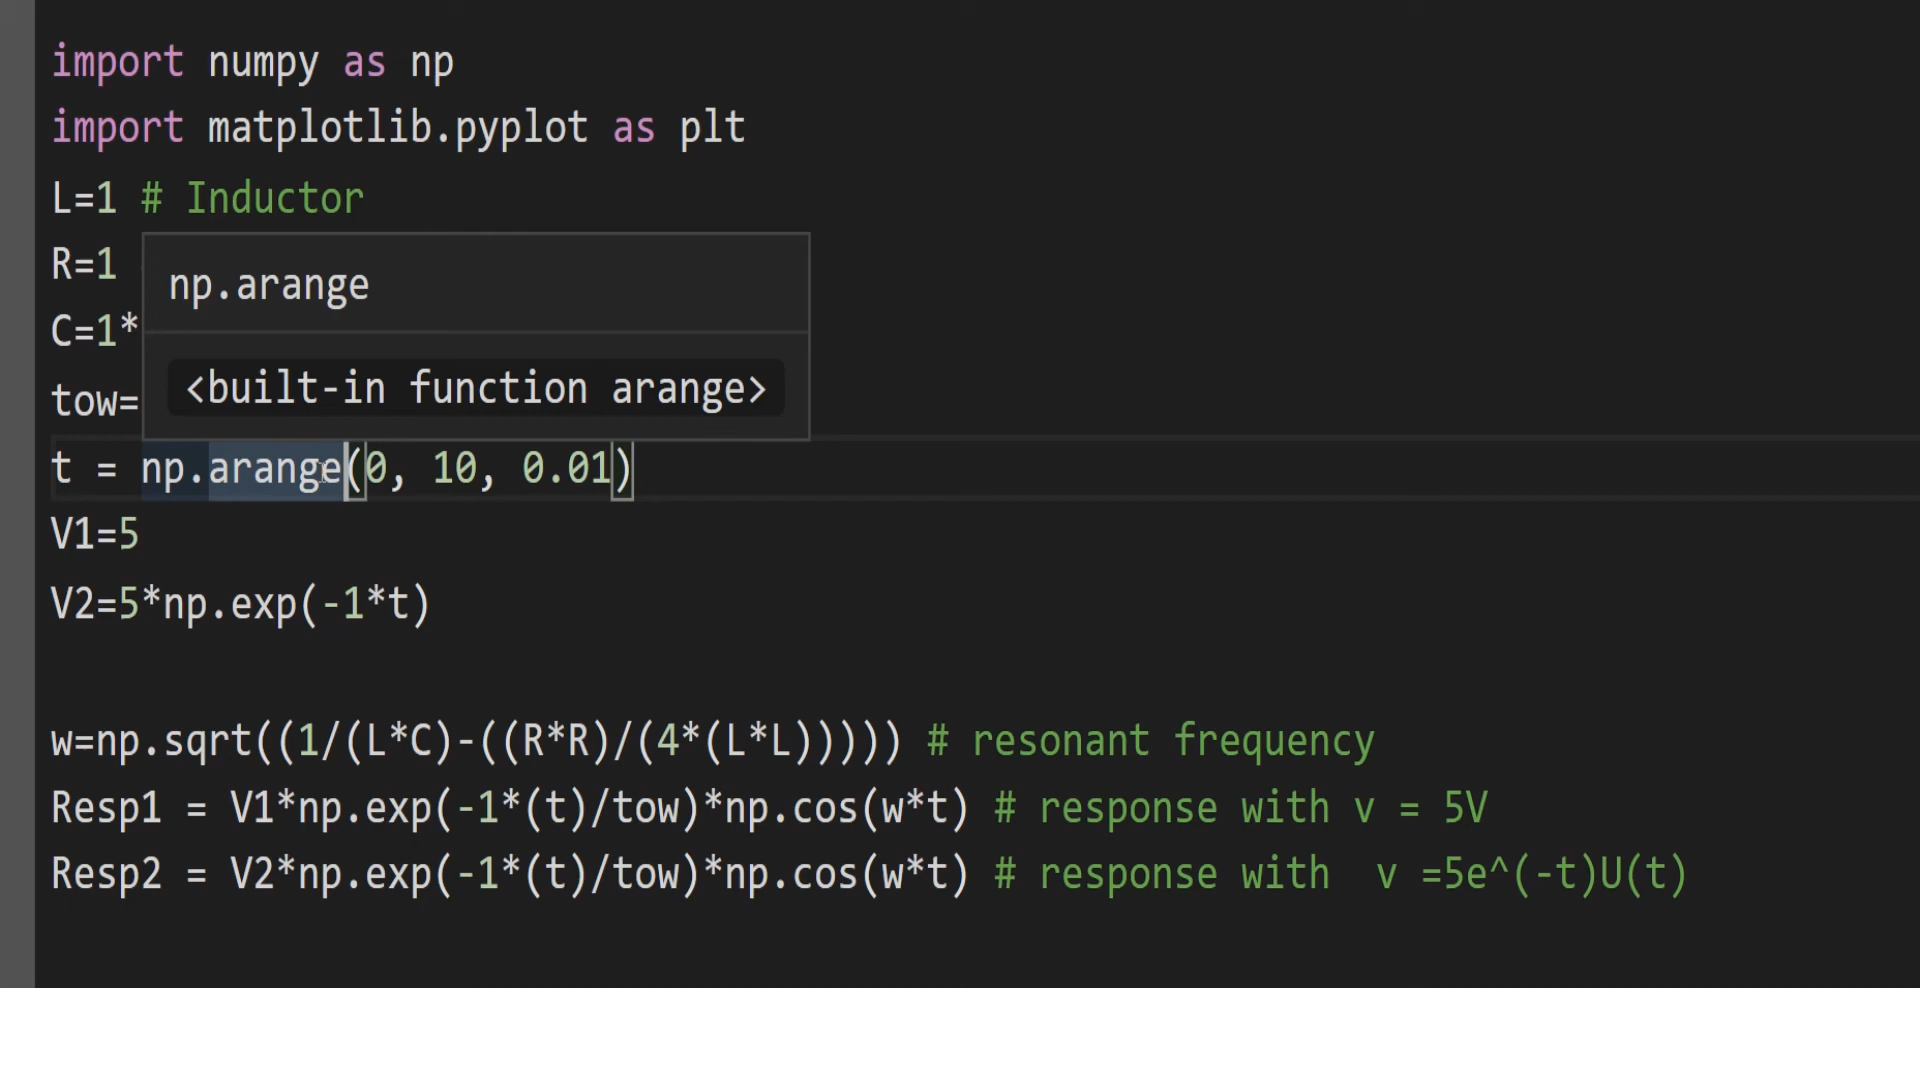 import numpy as np
import matplotlib.pyplot as plt
L=1 # Inductor
R=1
C=1*
tow=
np.arange
<built-in function arange>
t = np.arange(0, 10, 0.01)
V1=5
V2=5*np.exp(-1*t)
w=np.sqrt((1/(L*C)-((R*R)/(4*(L*L))))) # resonant frequency
Resp1 = V1*np.exp(-1*(t)/tow)*np.cos(w*t) # response with v = 5V
Resp2 = V2*np.exp(-1*(t)/tow)*np.cos(w*t) # response with  v =5e^(-t)U(t)